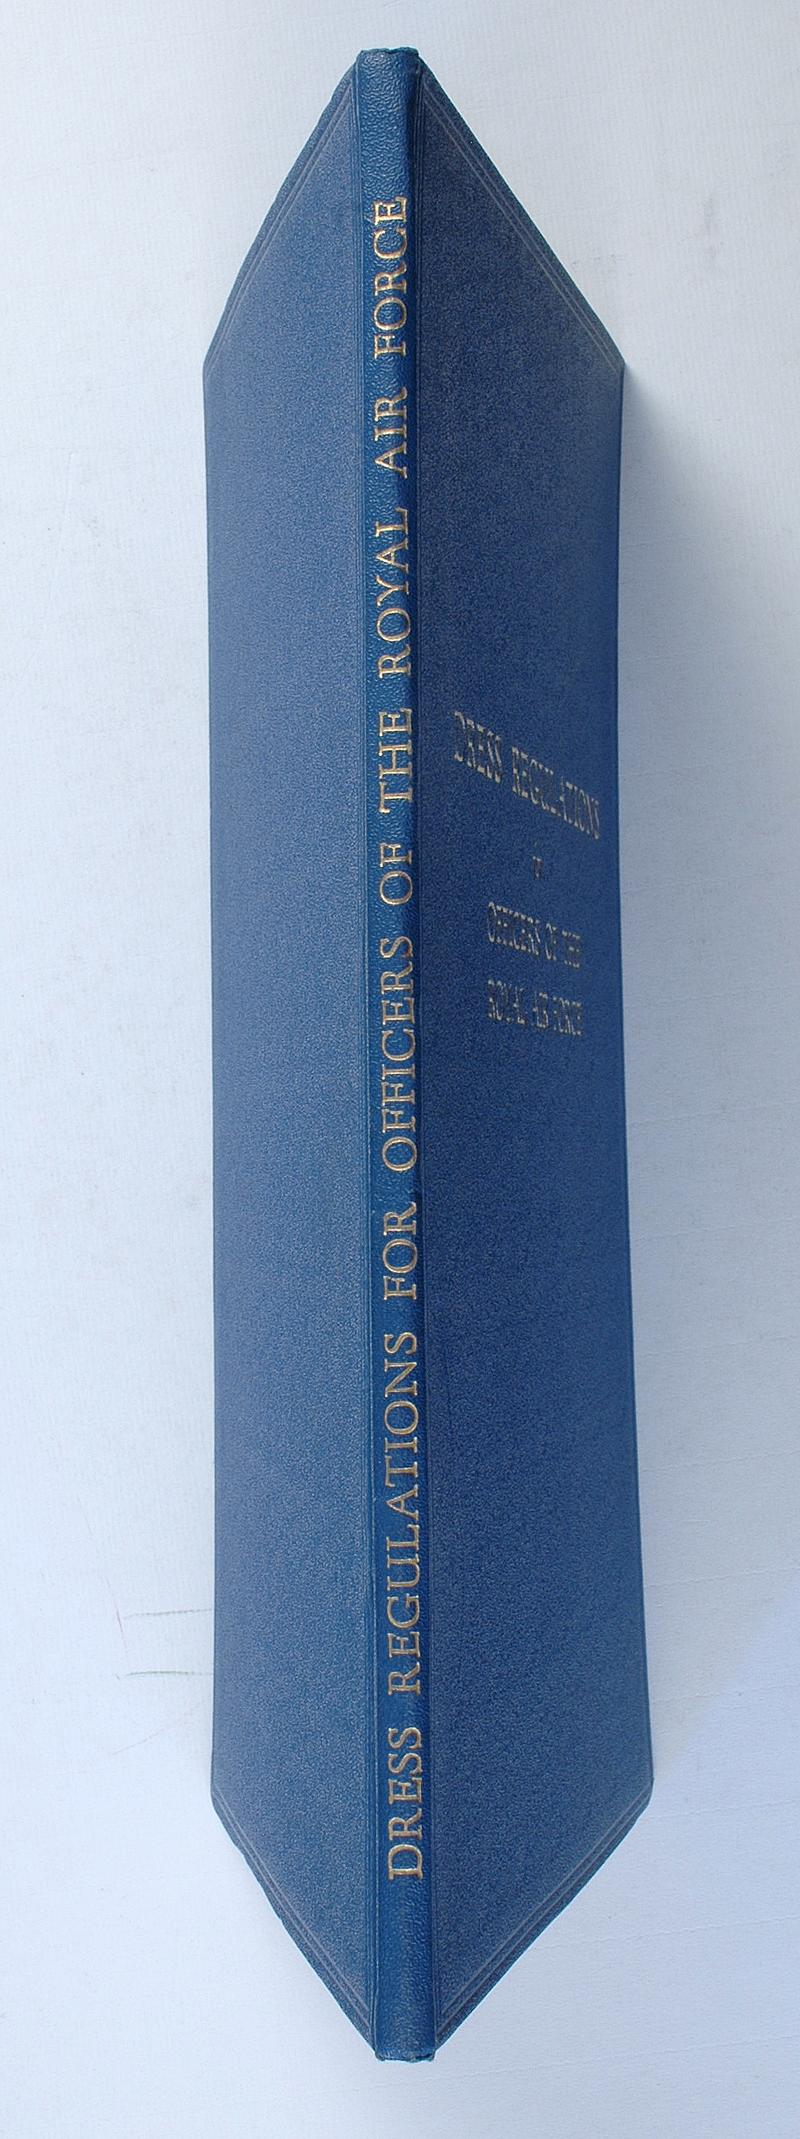 DRESS REGULATIONS FOR OFFICERS OF THE ROYAL AIR FORCE
DRESS REGULATIONS
OFFICERS OF THE
ROYAL AIR FORCE